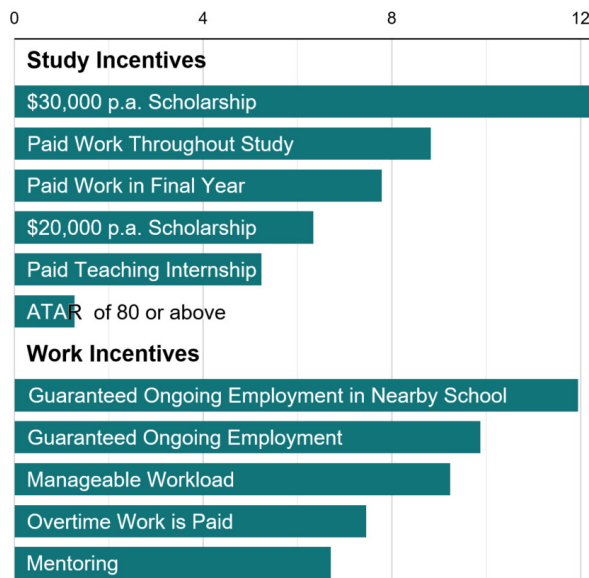 0 4 8 12
Study Incentives
$30,000 p.a. Scholarship
Paid Work Throughout Study
Paid Work in Final Year
$20,000 p.a. Scholarship
Paid Teaching Internship
ATAR of 80 or above
Work Incentives
Guaranteed Ongoing Employment in Nearby School
Guaranteed Ongoing Employment
Manageable Workload
Overtime Work is Paid
Mentoring